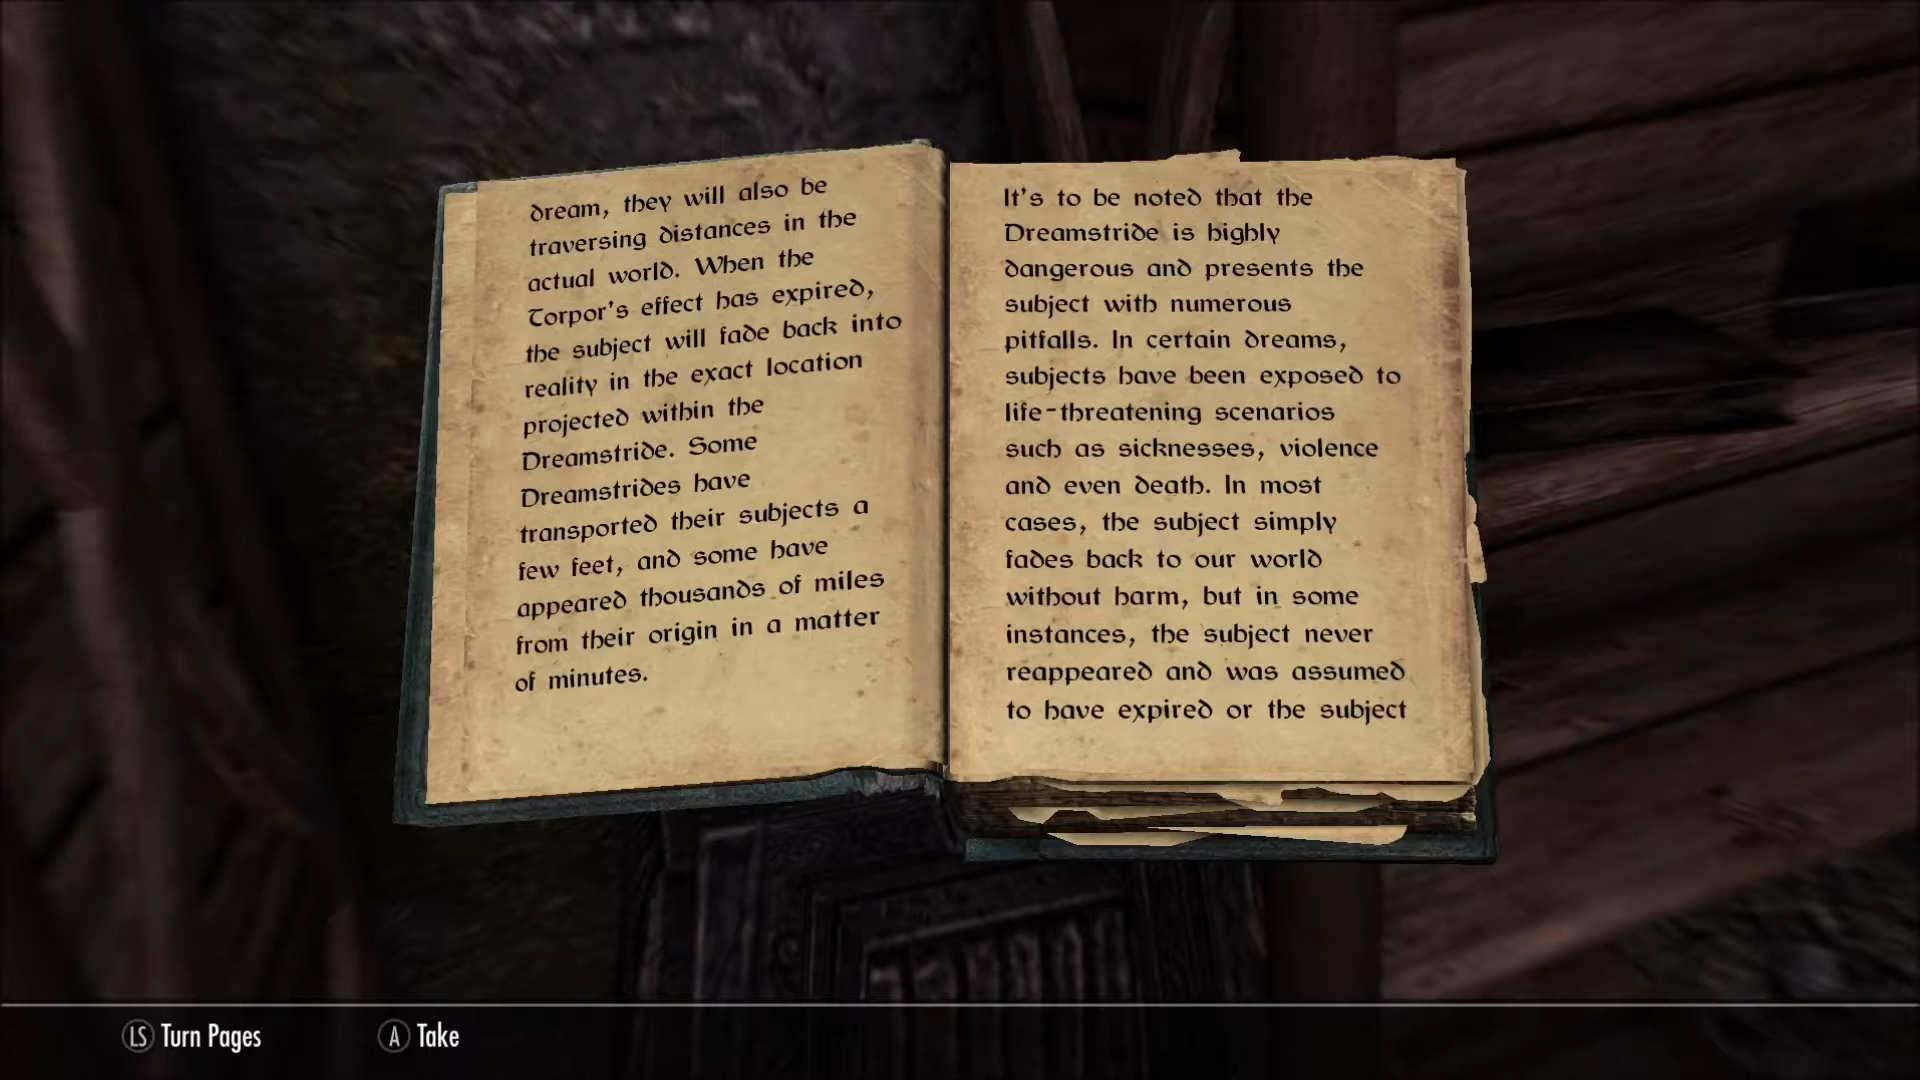 dream, they will also be
traversing distances in the
actual world. When the
Torpor's effect has expired,
the subject will fade back into
reality in the exact location
projected within the
Dreamstride. Some
Dreamstrides have
transported their subjects a
few feet, and some have
appeared thousands of miles
from their origin in a matter
of minutes.
It's to be noted that the
Dreamstride is highly
dangerous and presents the
subject with numerous
pitfalls. In certain dreams,
subjects have been exposed to
life-threatening scenarios
such as sicknesses, violence
and even death. In most
cases, the subject simply
fades back to our world
without harm, but in some
instances, the subject never
reappeared and was assumed
to have expired or the subject
LS Turn Pages
A Take